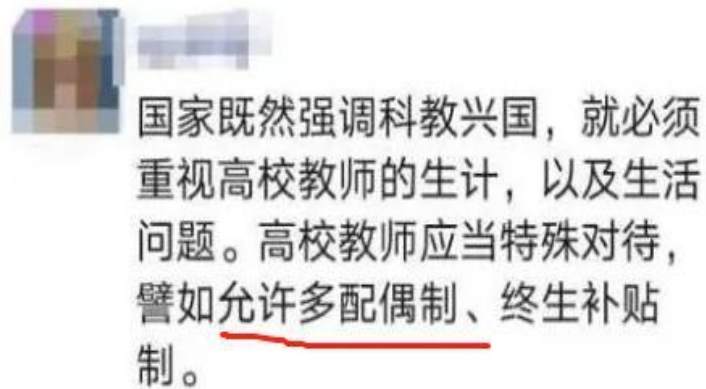 国家既然强调科教兴国，就必须
重视高校教师的生计，以及生活
问题。高校教师应当特殊对待，
譬如允许多配偶制、终生补贴
制。